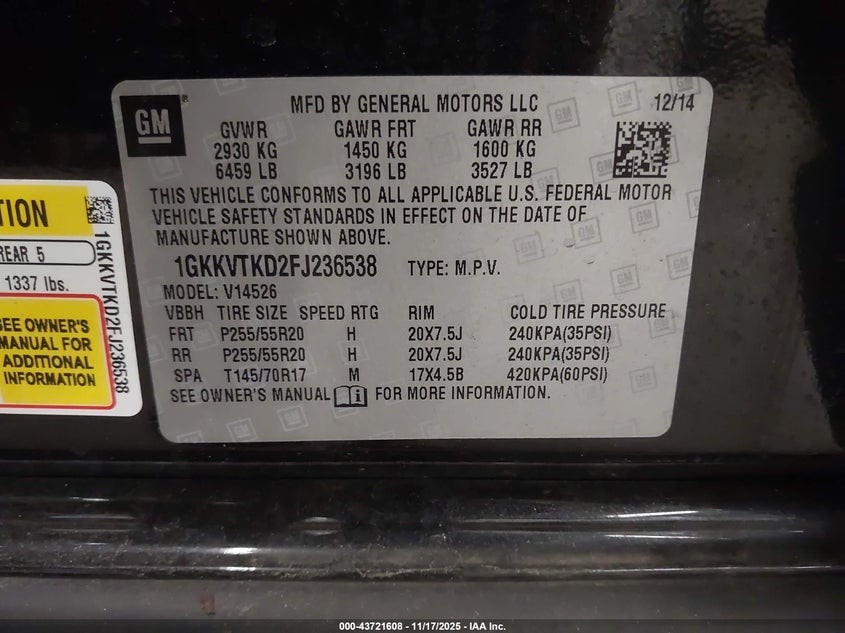 GM
MFD BY GENERAL MOTORS LLC 12/14
GVWR GAWR FRT GAWR RR
2930 KG 1450 KG 1600 KG
6459 LB 3196 LB 3527 LB
THIS VEHICLE CONFORMS TO ALL APPLICABLE U.S. FEDERAL MOTOR
VEHICLE SAFETY STANDARDS IN EFFECT ON THE DATE OF
MANUFACTURE SHOWN ABOVE.
1GKKVTKD2FJ236538 TYPE: M.P.V.
MODEL: V14526
VBBH TIRE SIZE SPEED RTG RIM COLD TIRE PRESSURE
FRT P255/55R20 H 20X7.5J 240KPA(35PSI)
RR P255/55R20 H 20X7.5J 240KPA(35PSI)
SPA T145/70R17 M 17X4.5B 420KPA(60PSI)
SEE OWNER'S MANUAL FOR MORE INFORMATION.
REAR 5
1337 lbs.
SEE OWNER'S
MANUAL FOR
ADDITIONAL
INFORMATION
1GKKVTKD2FJ236538
000-43721608 - 11/17/2025 - IAA Inc.